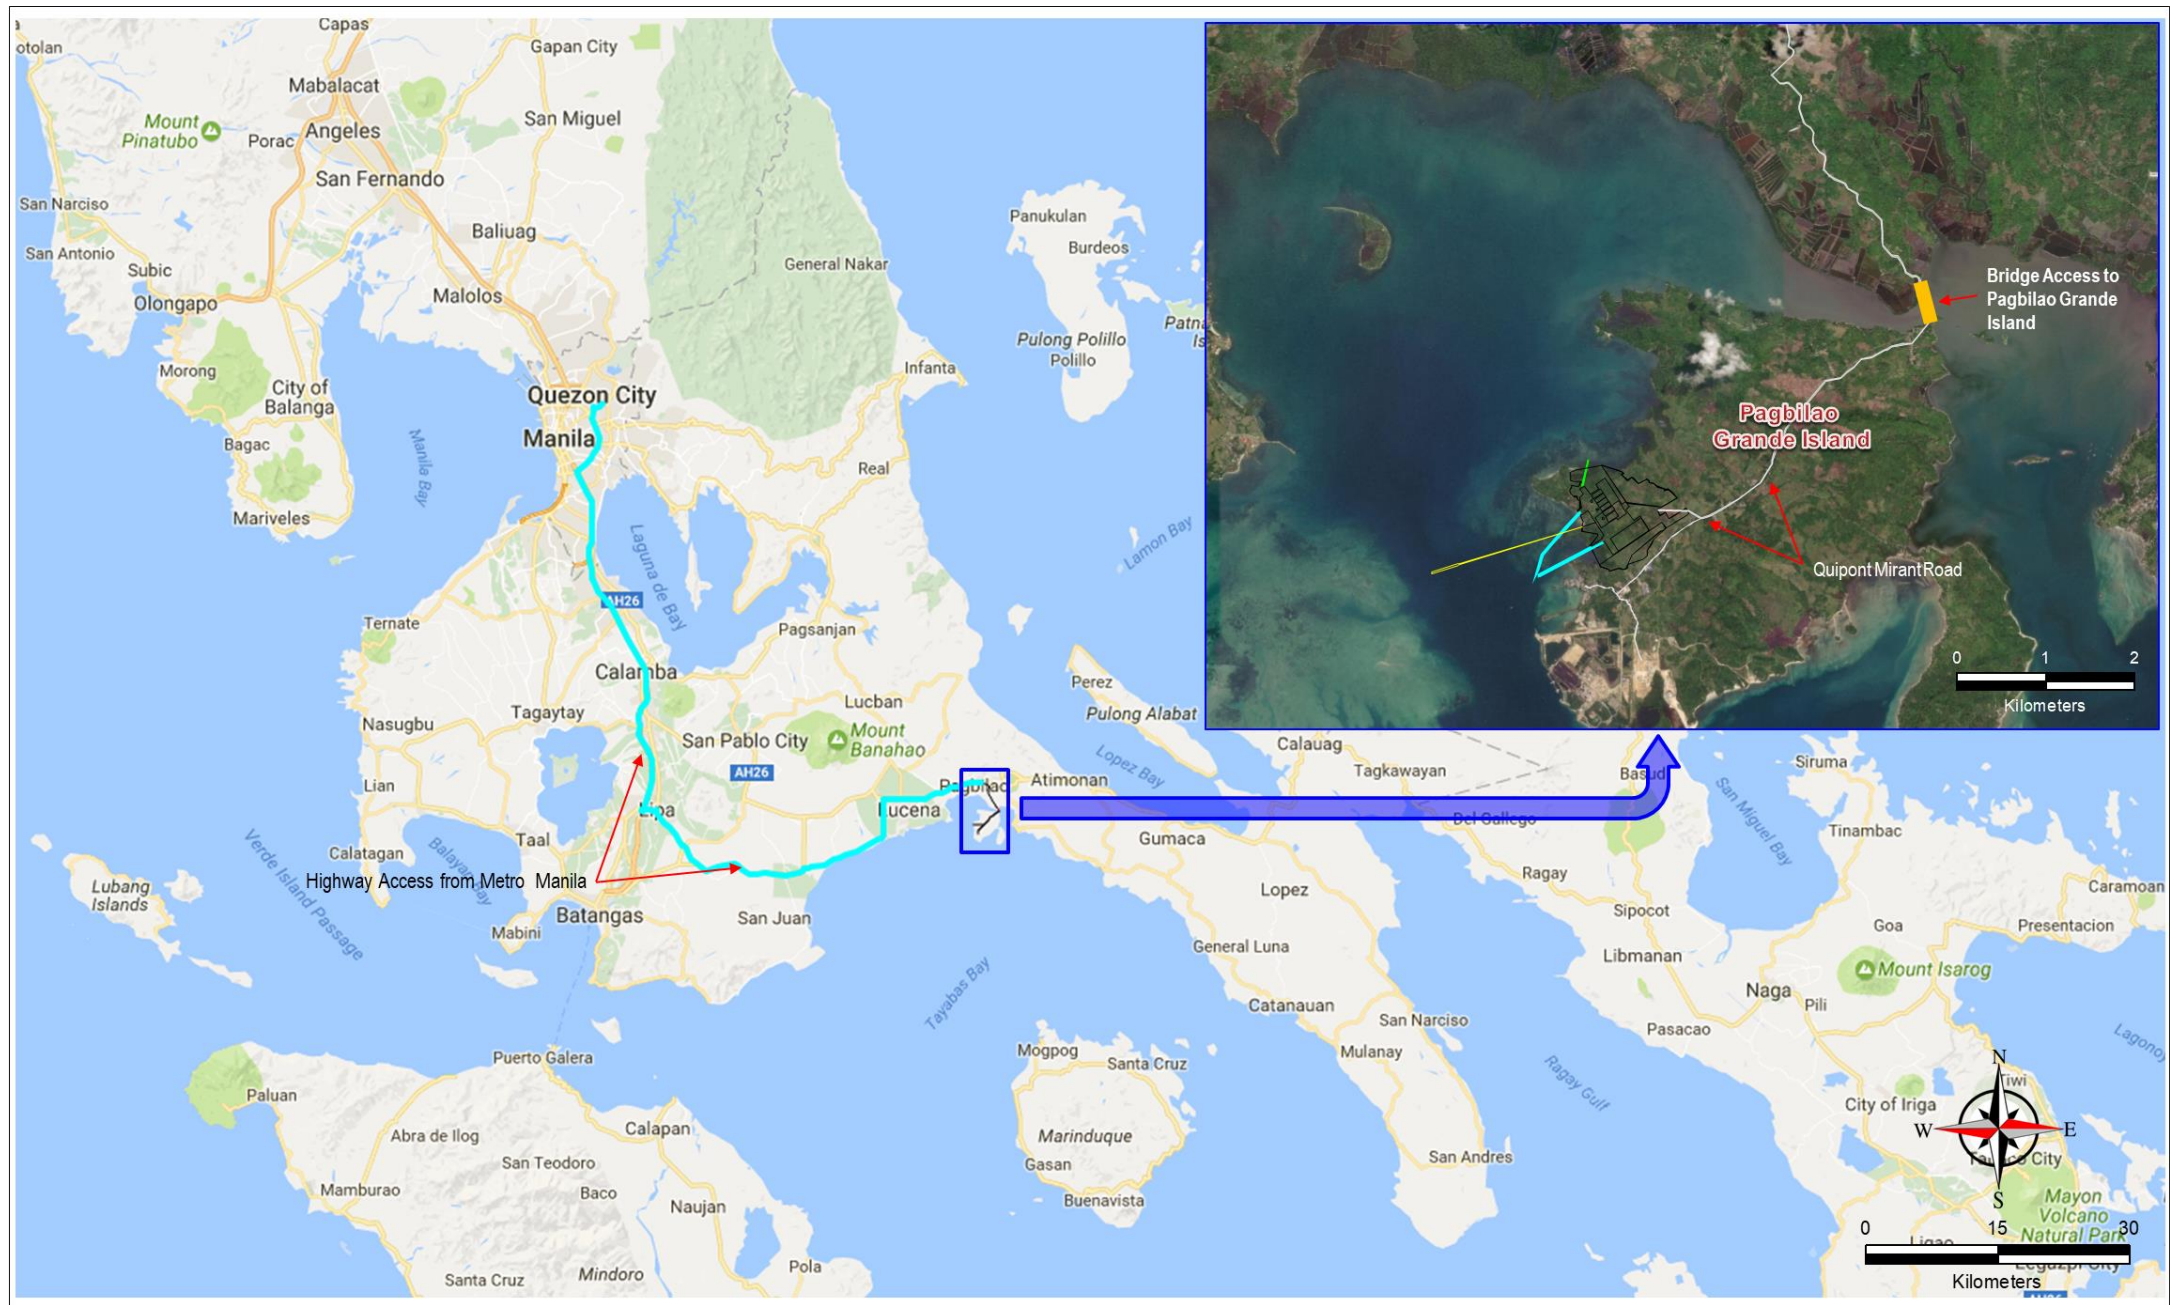 Capas
otolan
Gapan City
Mabalacat
Mount
Pinatubo
Porac
Angeles
San Miguel
San Fernando
San Narciso
Baliuag
San Antonio
Subic
Olongapo
Malolos
General Nakar
Panukulan
Burdeos
Pulong Polillo
Polillo
Morong
City of
Balanga
Bagac
Mariveles
Manila Bay
Quezon City
Manila
Infanta
Real
Laguna de Bay
Lamon Bay
AH26
Ternate
Pagsanjan
Calamba
Perez
Pulong Alabat
Lucban
Nasugbu
Tagaytay
San Pablo City
Mount
Banahao
AH26
Lopez Bay
Calauag
Tagkawayan
Lian
Lipa
Lucena
Pagbilao
Atimonan
Gumaca
Del Gallego
Basud
San Miguel Bay
Siruma
Tinambac
Taal
Calatagan
Balayan Bay
Verde Island Passage
Lubang
Islands
Highway Access from Metro Manila
Batangas
Mabini
San Juan
Lopez
Ragay
Caramoan
Sipocot
Goa
Presentacion
General Luna
Libmanan
Mount Isarog
Tayabas Bay
Catanauan
Naga
Pili
San Narciso
Pasacao
Mulanay
Ragay Gulf
Puerto Galera
Mogpog
Santa Cruz
Paluan
Abra de Ilog
Calapan
Marinduque
Gasan
Buenavista
San Andres
San Teodoro
Baco
Mamburao
Naujan
Santa Cruz
Mindoro
Pola
City of Iriga
Tiwi
N
W
E
S
Mayon
Volcano
Natural Park
0 15 30
Kilometers
Bridge Access to
Pagbilao Grande
Island
Pagbilao
Grande Island
Quipont Mirant Road
0 1 2
Kilometers